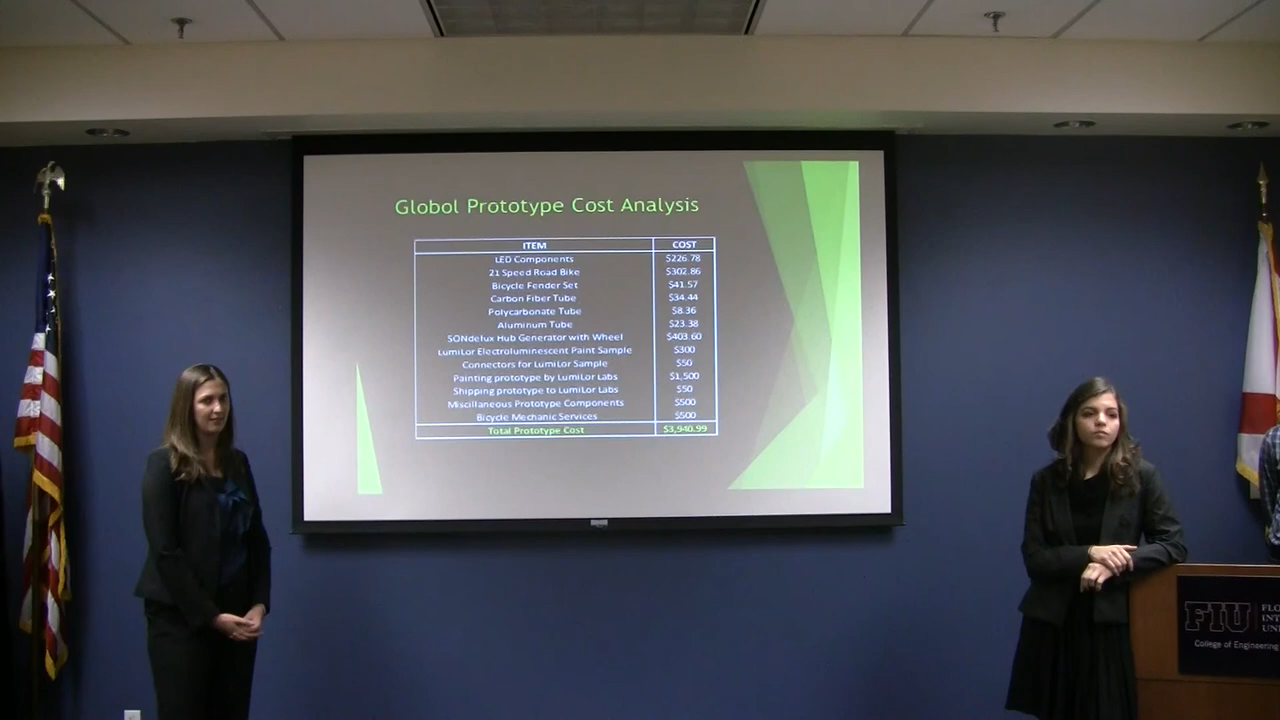 Globol Prototype Cost Analysis
ITEM COST
LED Components $226.78
21 Speed Road Bike $302.86
Bicycle Fender Set $41.57
Carbon Fiber Tube $34.44
Polycarbonate Tube $8.36
Aluminum Tube $23.38
SONdelux Hub Generator with Wheel $403.60
LumiLor Electroluminescent Paint Sample $300
Connectors for LumiLor Sample $50
Painting prototype by LumiLor Labs $1,500
Shipping prototype to LumiLor Labs $50
Miscellaneous Prototype Components $500
Bicycle Mechanic Services $500
Total Prototype Cost $3,940.99
FIU
FLO
INT
UNI
College of Engineering